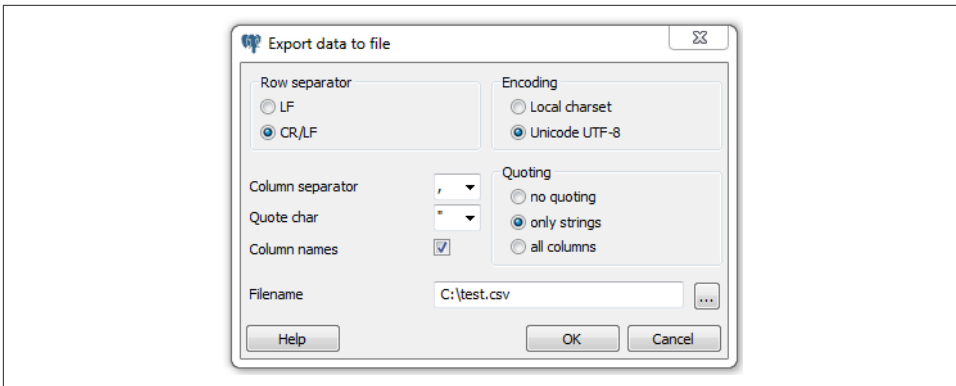 Export data to file
Row separator
LF
CR/LF
Encoding
Local charset
Unicode UTF-8
Column separator ,
Quote char "
Column names
Quoting
no quoting
only strings
all columns
Filename C:\test.csv ...
Help OK Cancel